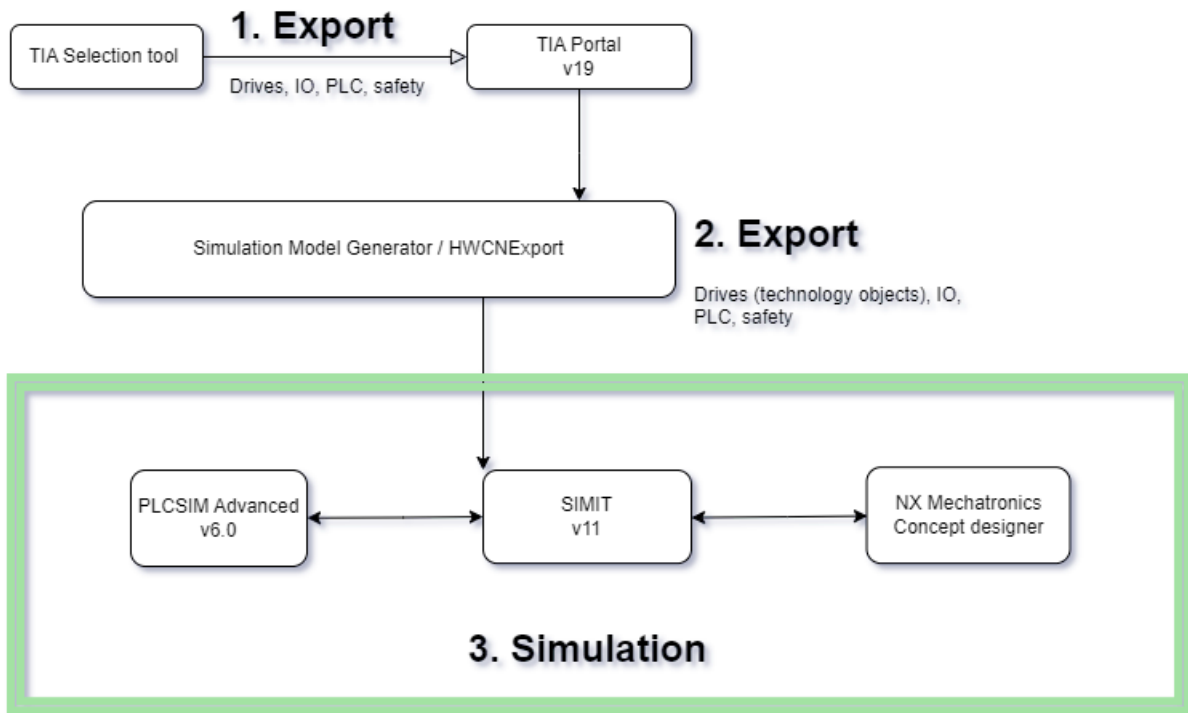 1. Export
TIA Selection tool
TIA Portal
v19
Drives, IO, PLC, safety
Simulation Model Generator / HWCNExport
2. Export
Drives (technology objects), IO,
PLC, safety
PLCSIM Advanced
v6.0
SIMIT
v11
NX Mechatronics
Concept designer
3. Simulation